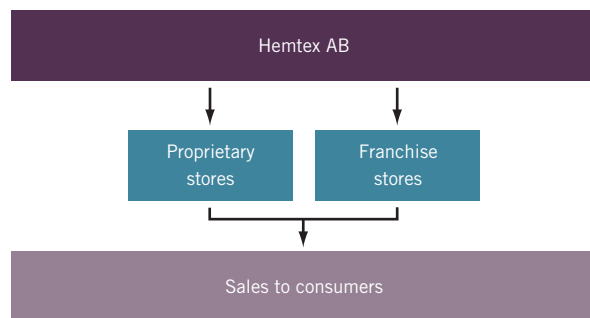 Hemtex AB
Proprietary
stores
Franchise
stores
Sales to consumers